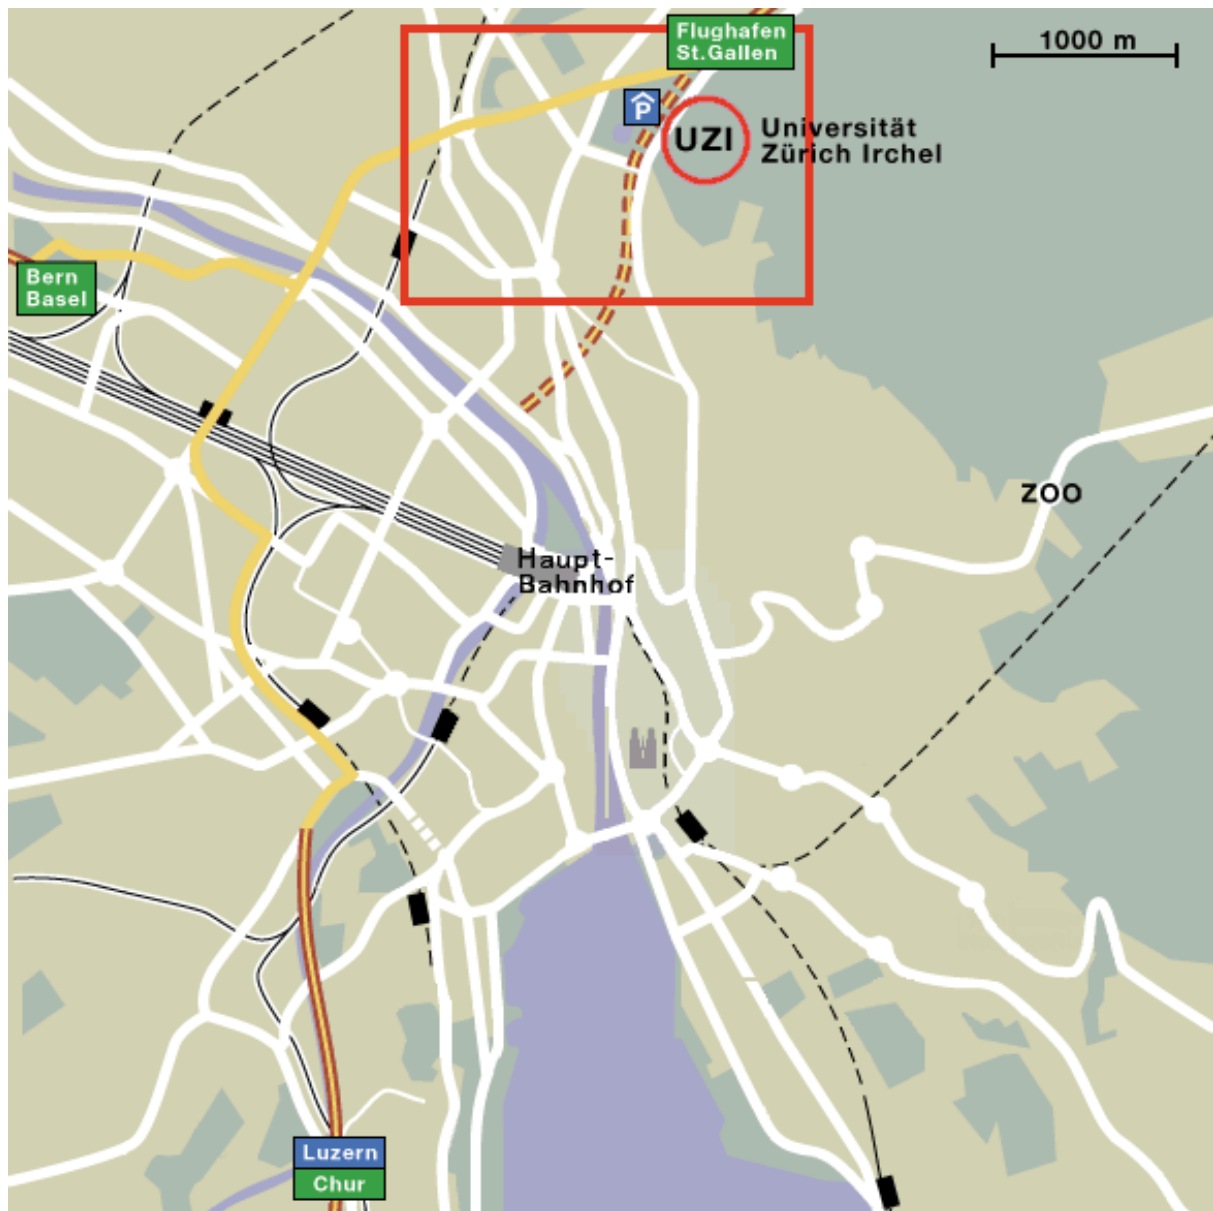 Flughafen
St.Gallen
1000 m
P
UZI
Universität
Zürich Irchel
Bern
Basel
ZOO
Haupt-
Bahnhof
Luzern
Chur